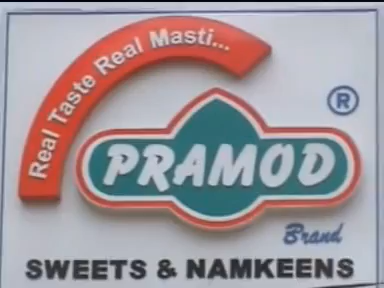 Real Taste Real Masti...
®
PRAMOD
Brand
SWEETS & NAMKEENS